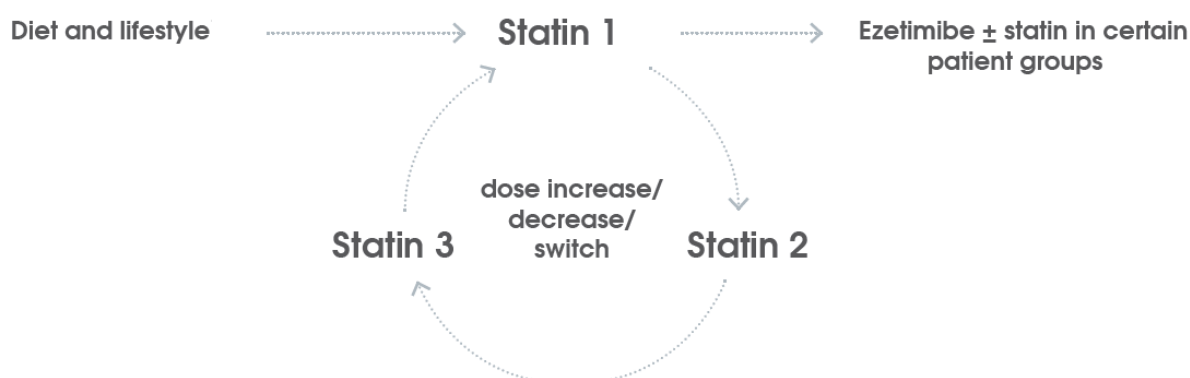 Diet and lifestyle
Statin 1
Ezetimibe ± statin in certain
patient groups
dose increase/
decrease/
switch
Statin 3
Statin 2